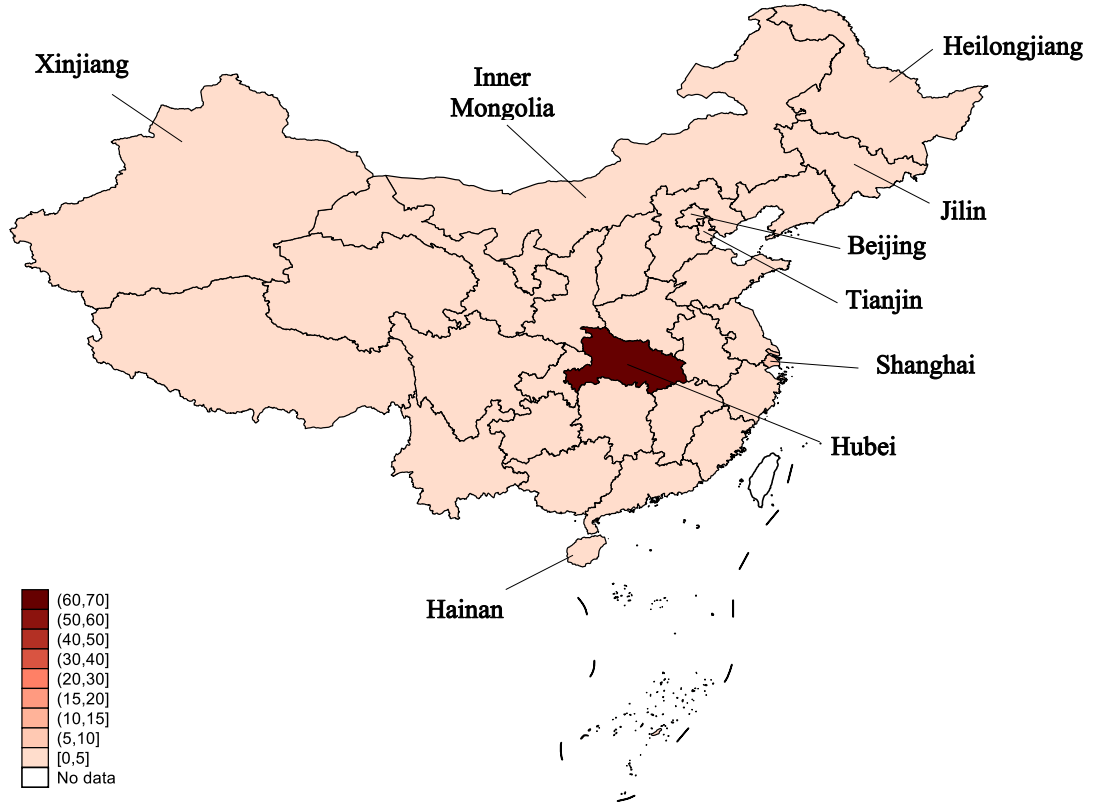 Xinjiang
Inner
Mongolia
Heilongjiang
Jilin
Beijing
Tianjin
Shanghai
Hubei
Hainan
(60,70]
(50,60]
(40,50]
(30,40]
(20,30]
(15,20]
(10,15]
(5,10]
[0,5]
No data